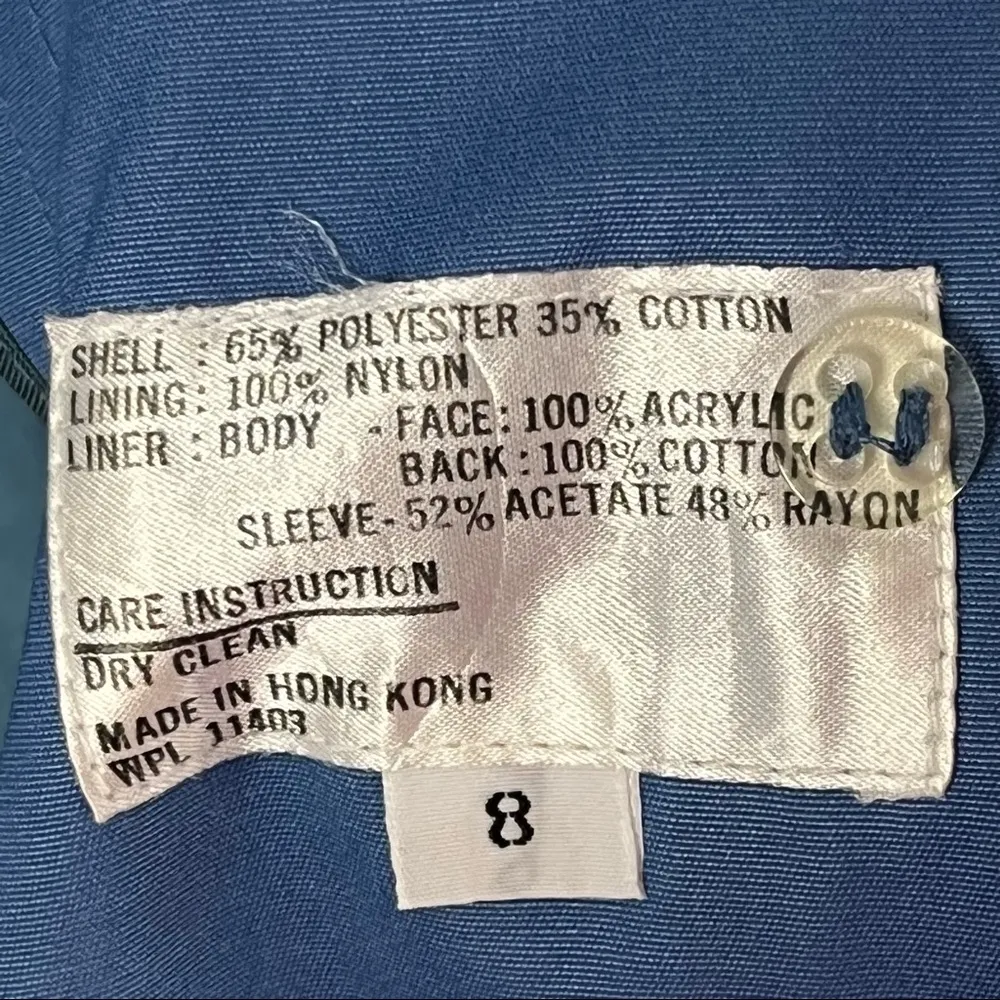 SHELL : 65% POLYESTER 35% COTTON
LINING : 100% NYLON
LINER : BODY - FACE : 100% ACRYLIC
BACK : 100% COTTON
SLEEVE - 52% ACETATE 48% RAYON
CARE INSTRUCTION
DRY CLEAN
MADE IN HONG KONG
WPL 11403
8